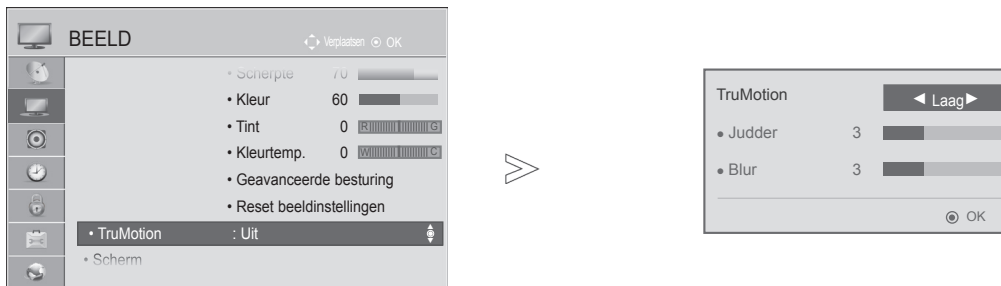 BEELD
Verplaatsen OK
• Scherpte 70
• Kleur 60
• Tint 0 R G
• Kleurtemp. 0 W C
• Geavanceerde besturing
• Reset beeldinstellingen
• TruMotion : Uit
• Scherm
TruMotion ◄ Laag ►
• Judder 3
• Blur 3
OK